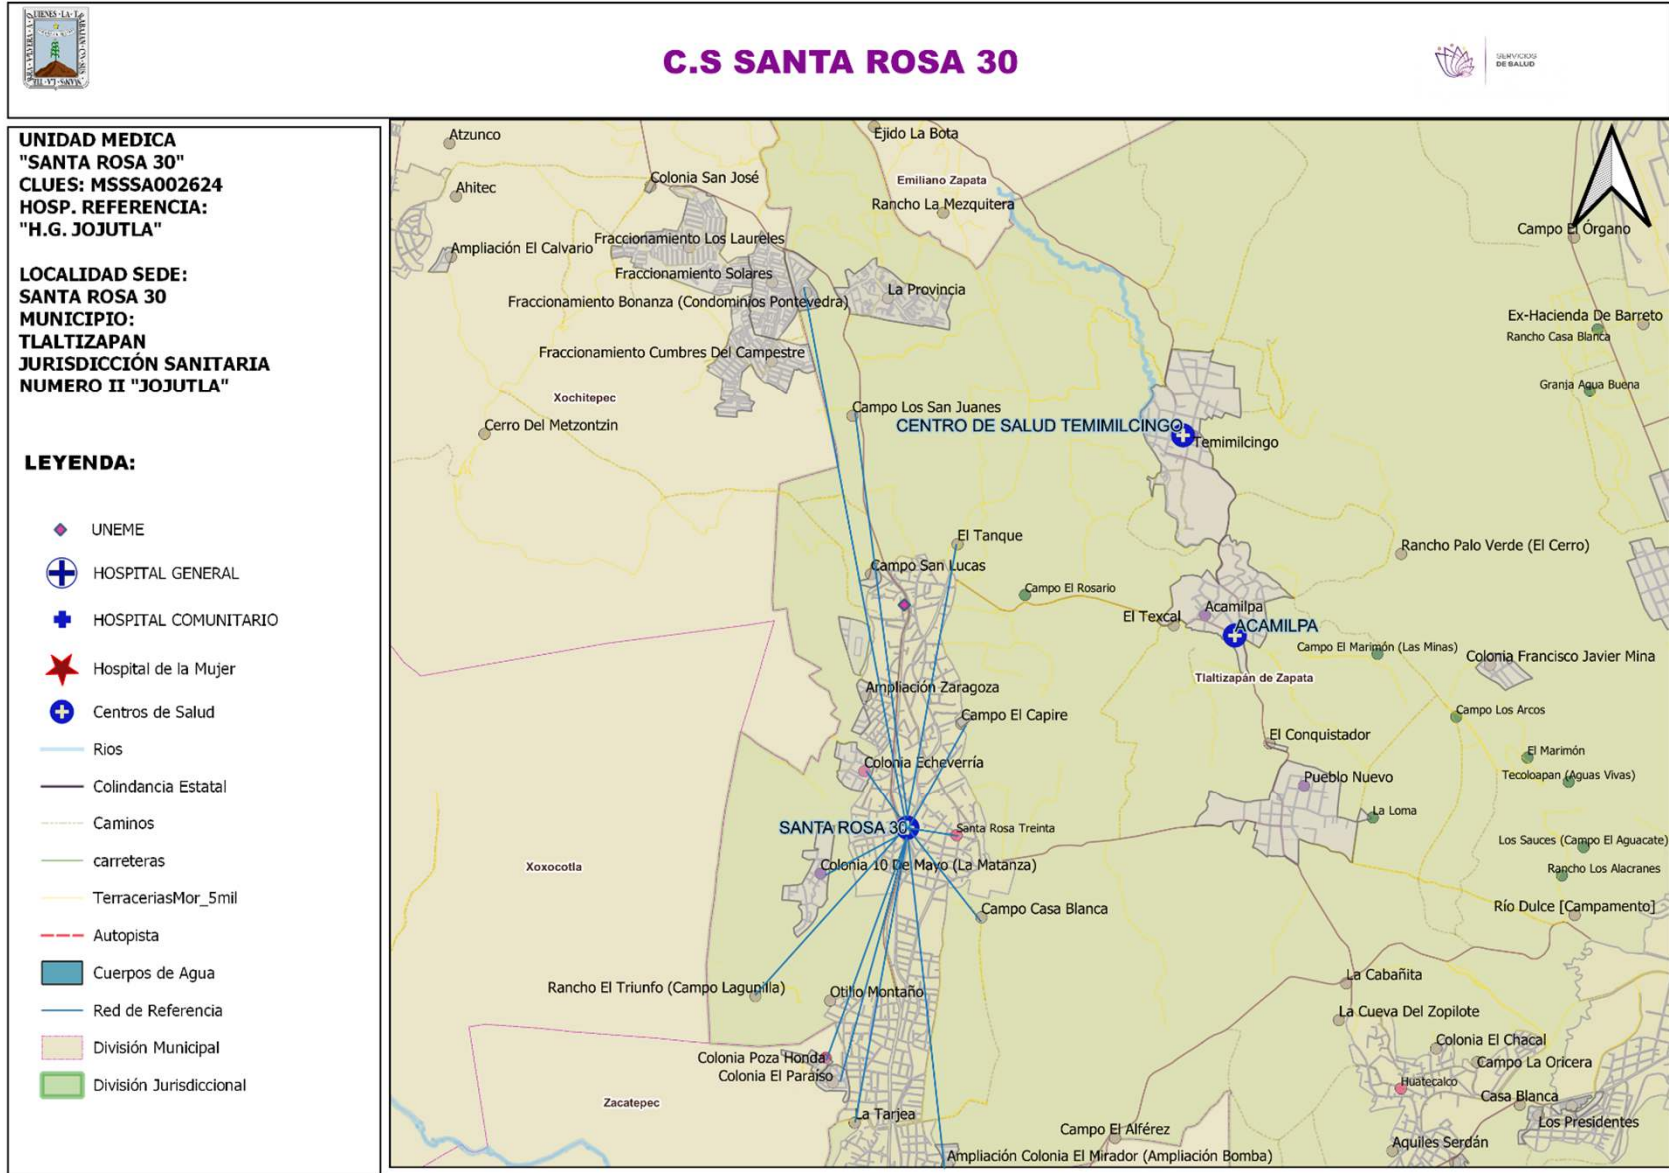 C.S SANTA ROSA 30
SERVICIOS
DE SALUD
UNIDAD MEDICA
"SANTA ROSA 30"
CLUES: MSSSA002624
HOSP. REFERENCIA:
"H.G. JOJUTLA"
LOCALIDAD SEDE:
SANTA ROSA 30
MUNICIPIO:
TLALTIZAPAN
JURISDICCIÓN SANITARIA
NUMERO II "JOJUTLA"
LEYENDA:
UNEME
HOSPITAL GENERAL
HOSPITAL COMUNITARIO
Hospital de la Mujer
Centros de Salud
Rios
Colindancia Estatal
Caminos
carreteras
TerraceriasMor_5mil
Autopista
Cuerpos de Agua
Red de Referencia
División Municipal
División Jurisdiccional
Atzunco
Ejido La Bota
Ahitec
Colonia San José
Emiliano Zapata
Rancho La Mezquitera
Campo El Órgano
Ampliación El Calvario
Fraccionamiento Los Laureles
Fraccionamiento Solares
La Provincia
Fraccionamiento Bonanza (Condominios Pontevedra)
Ex-Hacienda De Barreto
Rancho Casa Blanca
Fraccionamiento Cumbres Del Campestre
Granja Agua Buena
Xochitepec
Campo Los San Juanes
Cerro Del Metzontzin
CENTRO DE SALUD TEMIMILCINGO
Temimilcingo
El Tanque
Rancho Palo Verde (El Cerro)
Campo San Lucas
Campo El Rosario
El Texcal
Acamilpa
ACAMILPA
Campo El Marimón (Las Minas)
Colonia Francisco Javier Mina
Tlaltizapán de Zapata
Ampliación Zaragoza
Campo El Capire
Campo Los Arcos
El Conquistador
El Marimón
Colonia Echeverría
Pueblo Nuevo
Tecoloapan (Aguas Vivas)
La Loma
SANTA ROSA 30
Santa Rosa Treinta
Los Sauces (Campo El Aguacate)
Xoxocotla
Colonia 10 De Mayo (La Matanza)
Rancho Los Alacranes
Campo Casa Blanca
Río Dulce [Campamento]
La Cabañita
Rancho El Triunfo (Campo Lagunilla)
Otilio Montaño
La Cueva Del Zopilote
Colonia El Chacal
Colonia Poza Honda
Campo La Oricera
Colonia El Paraíso
Huatecalco
Zacatepec
Casa Blanca
La Tarjea
Los Presidentes
Campo El Alférez
Aquiles Serdán
Ampliación Colonia El Mirador (Ampliación Bomba)